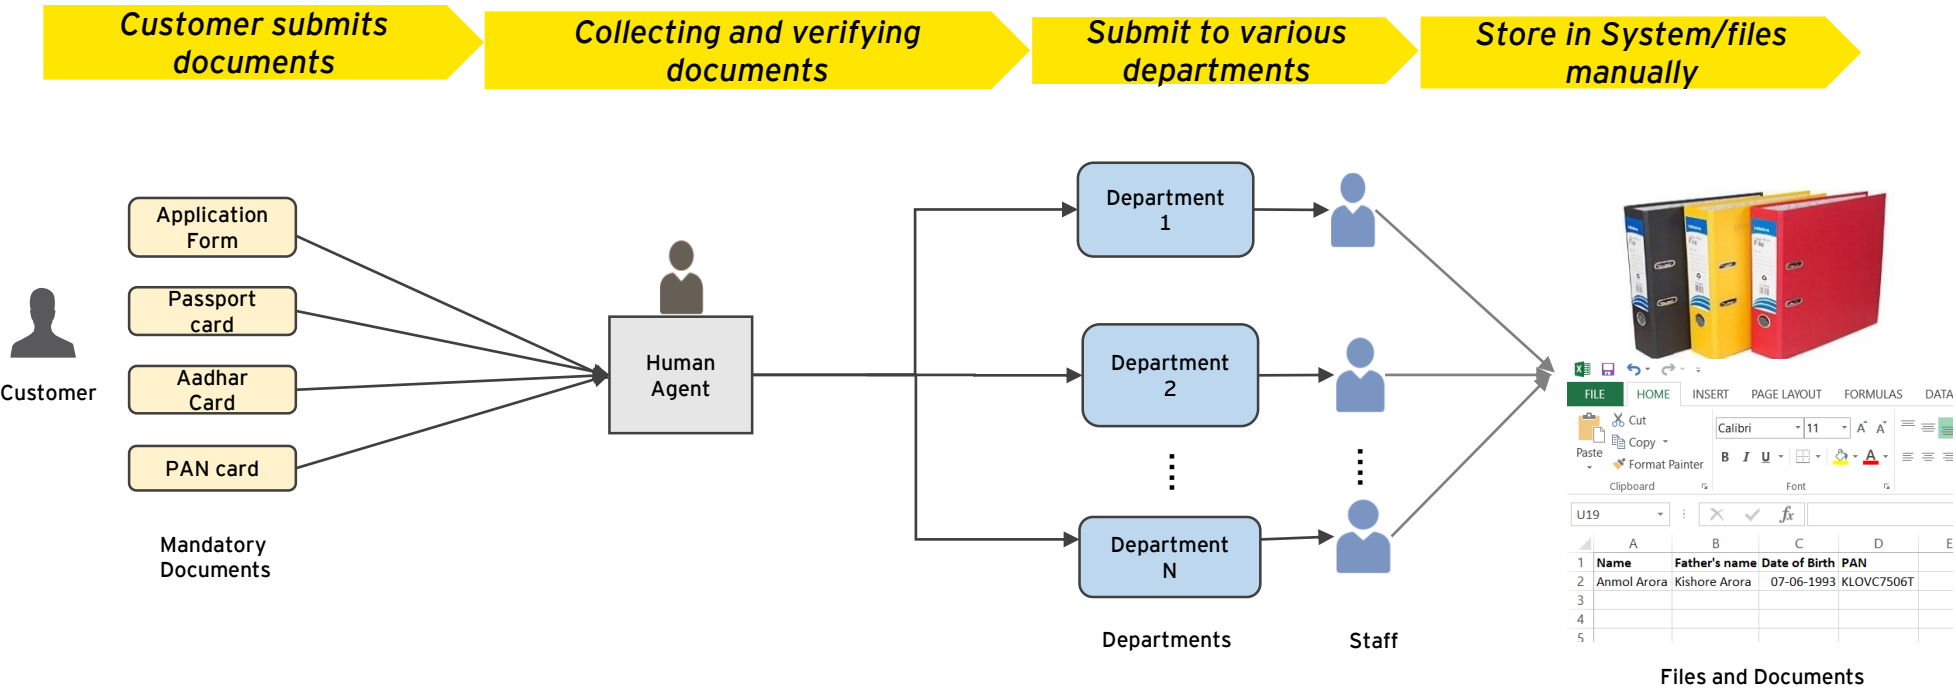 Customer submits
documents
Collecting and verifying
documents
Submit to various
departments
Store in System/files
manually
Application
Form
Passport
card
Aadhar
Card
PAN card
Customer
Mandatory
Documents
Human
Agent
Department
1
Department
2
Department
N
Departments
Staff
FILE HOME INSERT PAGE LAYOUT FORMULAS DATA
Cut
Copy
Paste
Format Painter
Clipboard
Calibri 11 A A
B I U A
Font
U19 fx
A B C D E
1 Name Father's name Date of Birth PAN
2 Anmol Arora Kishore Arora 07-06-1993 KLOVC7506T
3
4
5
Files and Documents